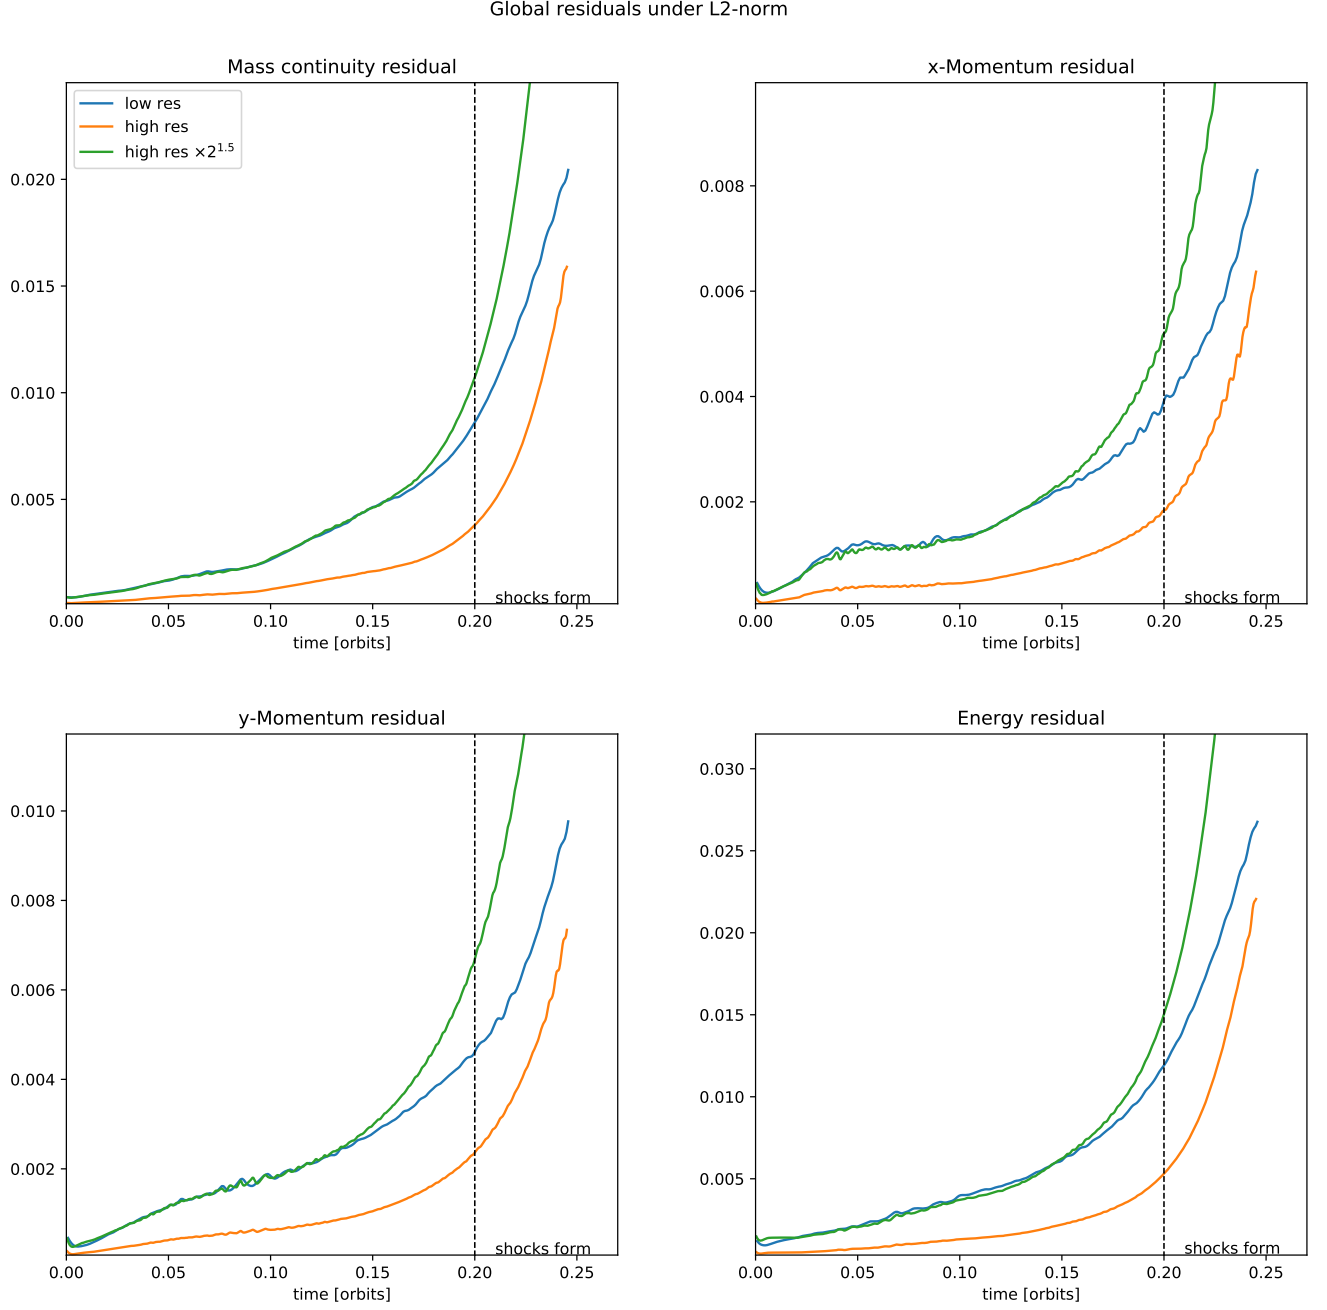 Global residuals under L2-norm
Mass continuity residual
low res
high res
high res ×2^1.5
0.020
0.015
0.010
0.005
shocks form
0.00 0.05 0.10 0.15 0.20 0.25
time [orbits]
x-Momentum residual
0.008
0.006
0.004
0.002
shocks form
0.00 0.05 0.10 0.15 0.20 0.25
time [orbits]
y-Momentum residual
0.010
0.008
0.006
0.004
0.002
shocks form
0.00 0.05 0.10 0.15 0.20 0.25
time [orbits]
Energy residual
0.030
0.025
0.020
0.015
0.010
0.005
shocks form
0.00 0.05 0.10 0.15 0.20 0.25
time [orbits]